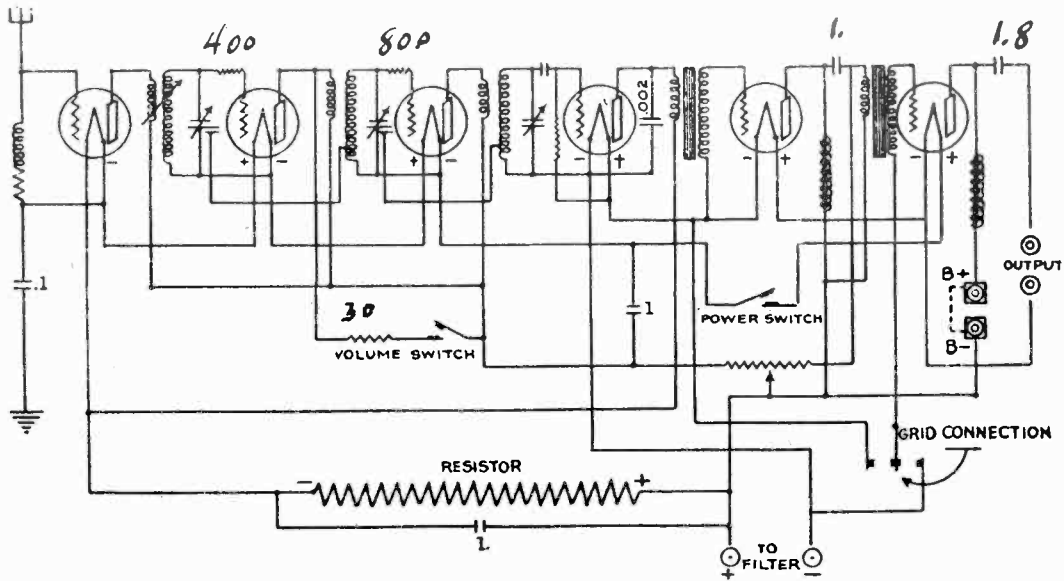 400
800
1.
1.8
.002
- + - + - - + - + - +
.1
30
VOLUME SWITCH
1
POWER SWITCH
B+
B-
OUTPUT
GRID CONNECTION
RESISTOR
- +
1.
TO
FILTER
+ -